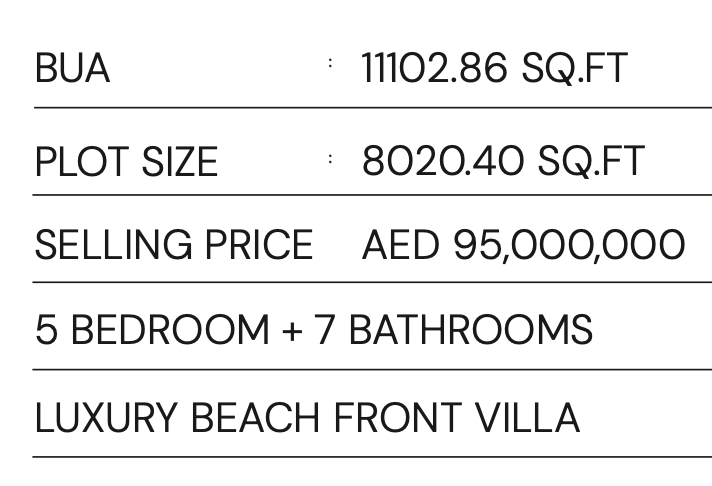 BUA : 11102.86 SQ.FT
PLOT SIZE : 8020.40 SQ.FT
SELLING PRICE AED 95,000,000
5 BEDROOM + 7 BATHROOMS
LUXURY BEACH FRONT VILLA